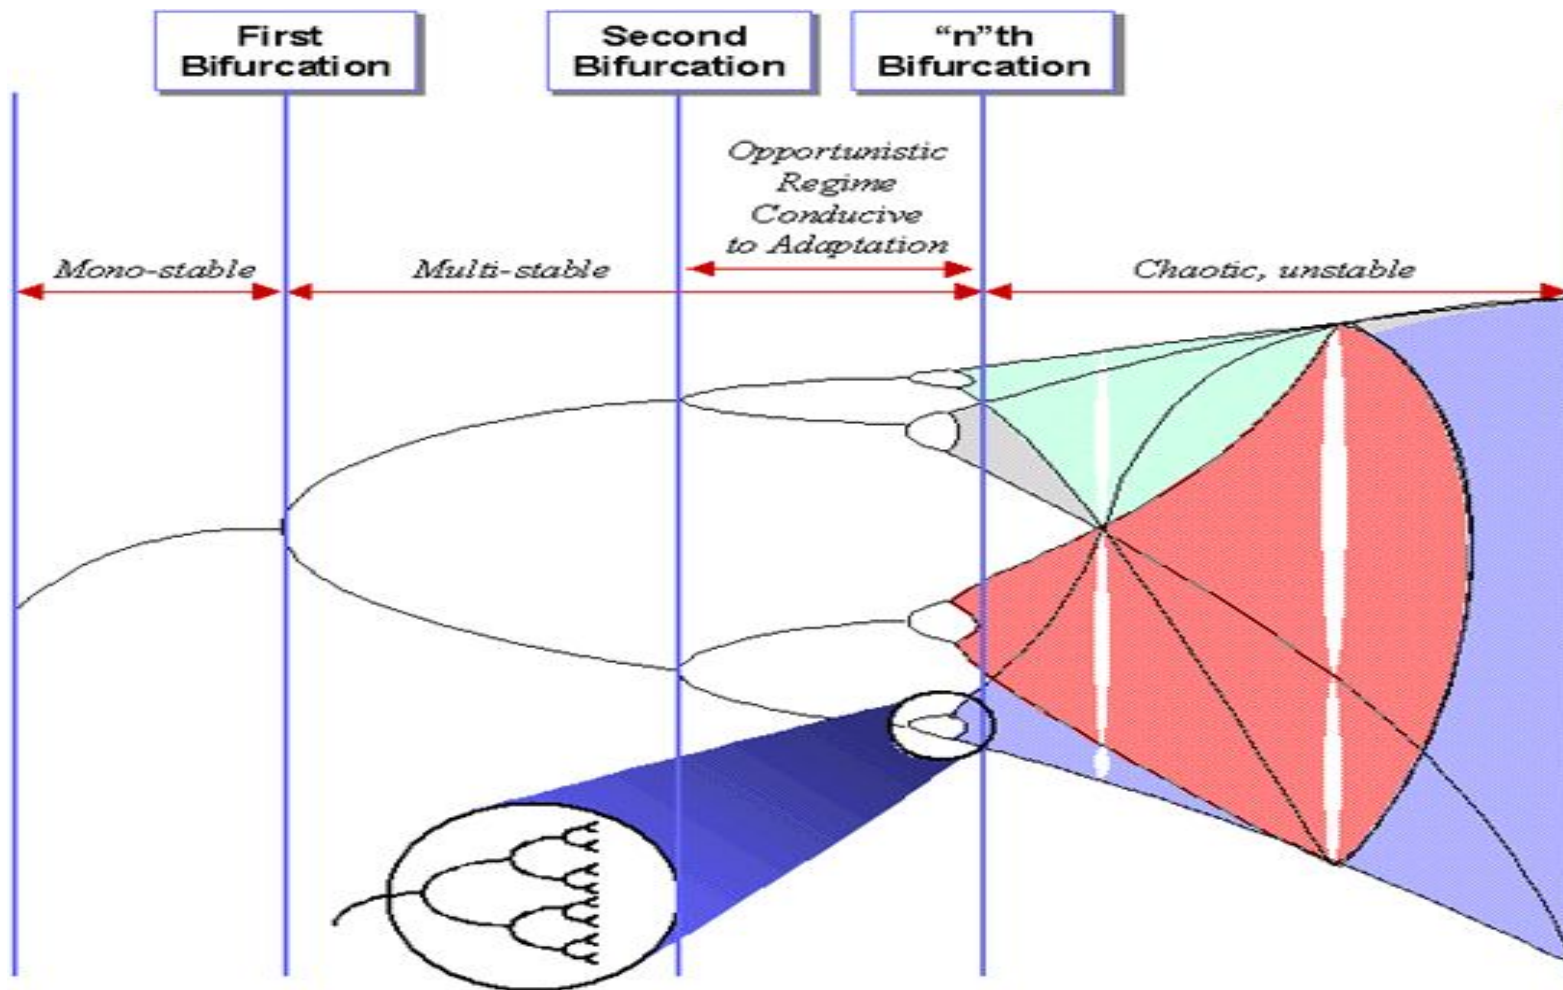 First
Bifurcation
Second
Bifurcation
“n”th
Bifurcation
Opportunistic
Regime
Conducive
to Adaptation
Mono-stable
Multi-stable
Chaotic, unstable